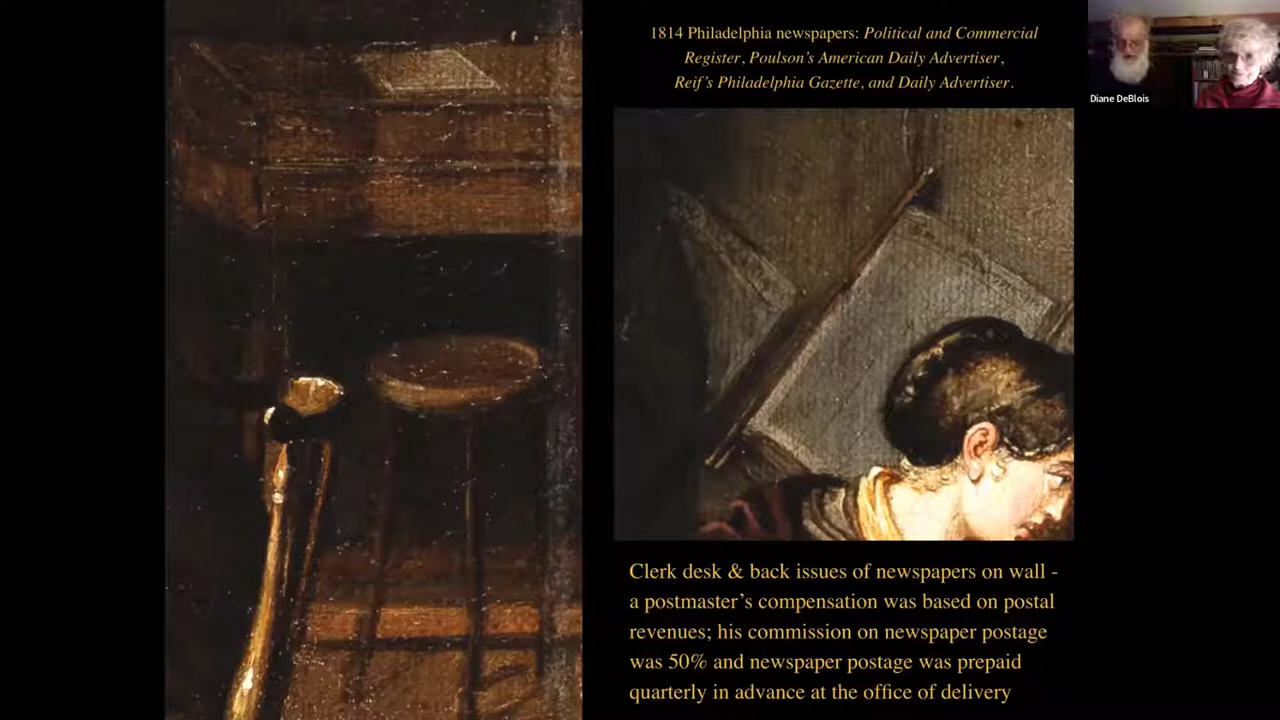 1814 Philadelphia newspapers: Political and Commercial
Register, Poulson's American Daily Advertiser,
Reif's Philadelphia Gazette, and Daily Advertiser.
Diane DeBlois
Clerk desk & back issues of newspapers on wall -
a postmaster's compensation was based on postal
revenues; his commission on newspaper postage
was 50% and newspaper postage was prepaid
quarterly in advance at the office of delivery